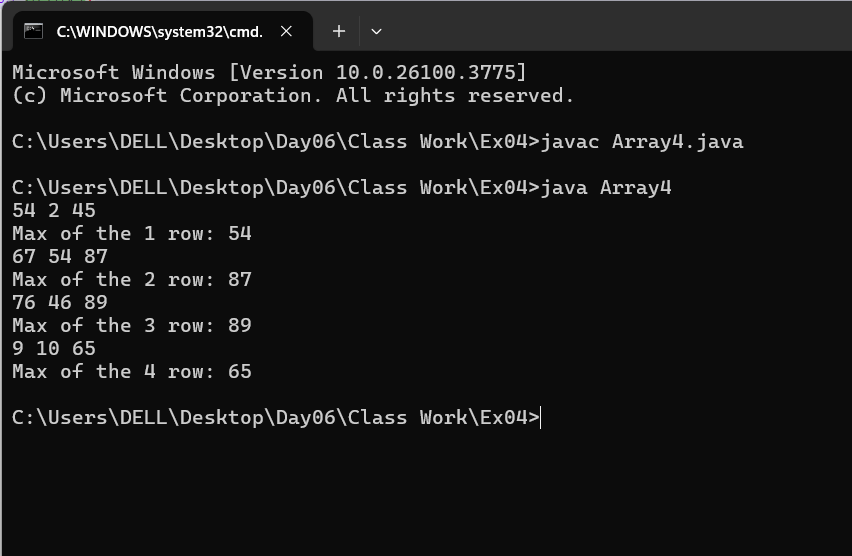 C:\WINDOWS\system32\cmd.
Microsoft Windows [Version 10.0.26100.3775]
(c) Microsoft Corporation. All rights reserved.
C:\Users\DELL\Desktop\Day06\Class Work\Ex04>javac Array4.java
C:\Users\DELL\Desktop\Day06\Class Work\Ex04>java Array4
54 2 45
Max of the 1 row: 54
67 54 87
Max of the 2 row: 87
76 46 89
Max of the 3 row: 89
9 10 65
Max of the 4 row: 65
C:\Users\DELL\Desktop\Day06\Class Work\Ex04>